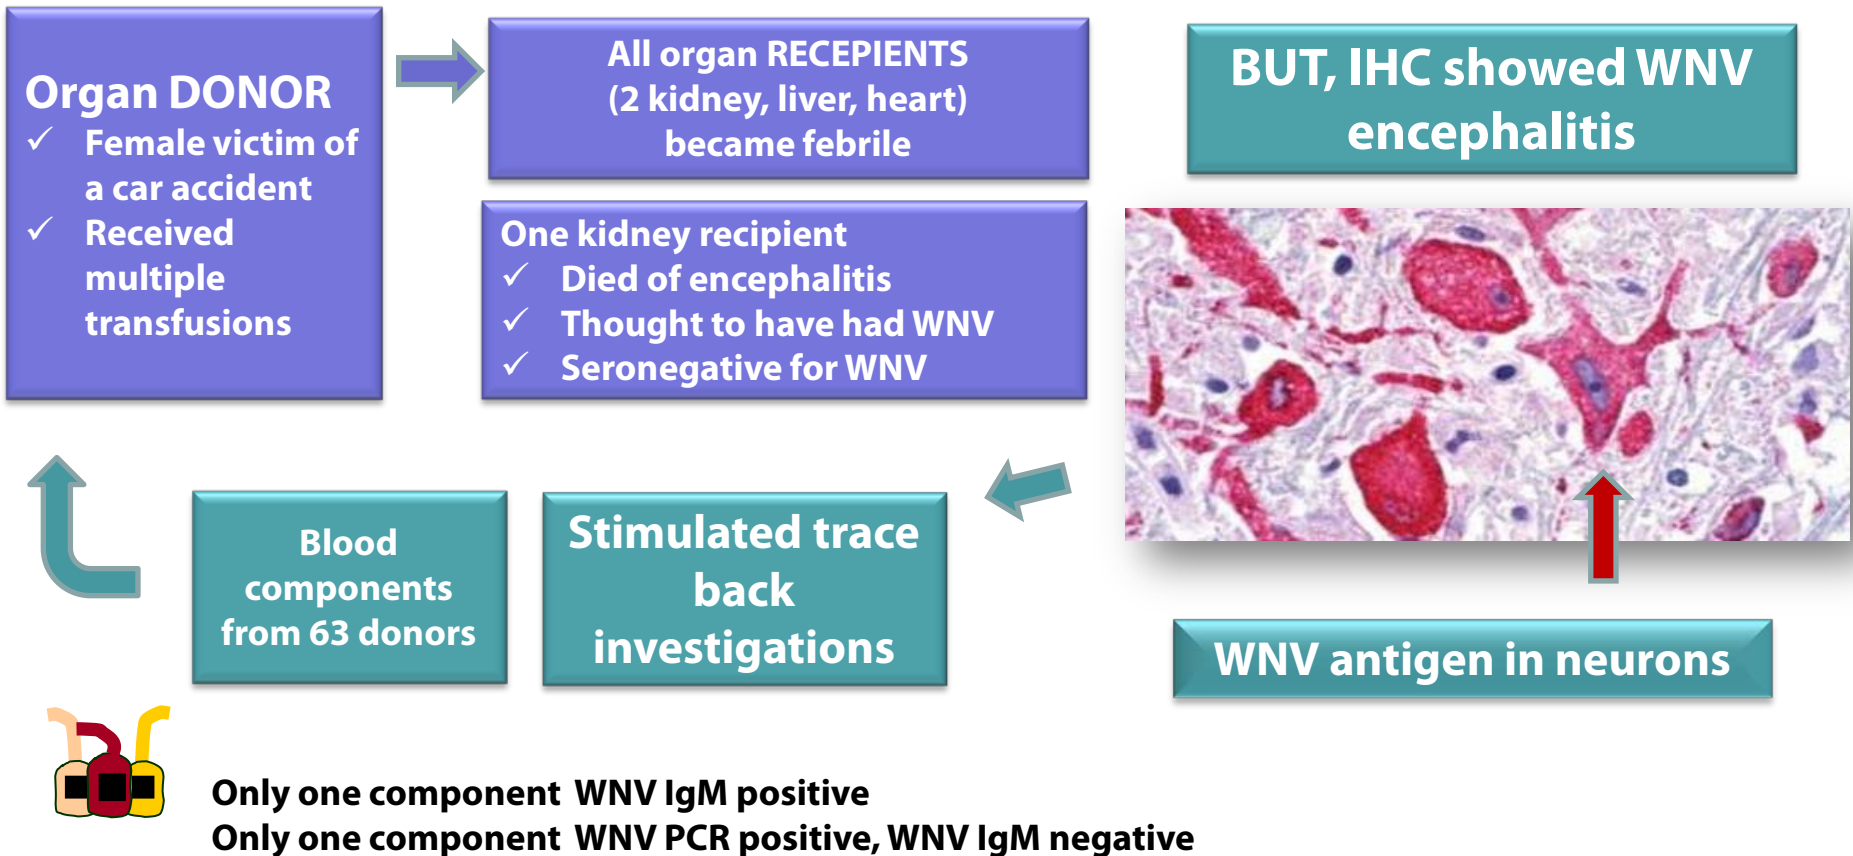 Organ DONOR
✓ Female victim of
a car accident
✓ Received
multiple
transfusions
All organ RECEPIENTS
(2 kidney, liver, heart)
became febrile
One kidney recipient
✓ Died of encephalitis
✓ Thought to have had WNV
✓ Seronegative for WNV
BUT, IHC showed WNV
encephalitis
WNV antigen in neurons
Stimulated trace
back
investigations
Blood
components
from 63 donors
Only one component WNV IgM positive
Only one component WNV PCR positive, WNV IgM negative